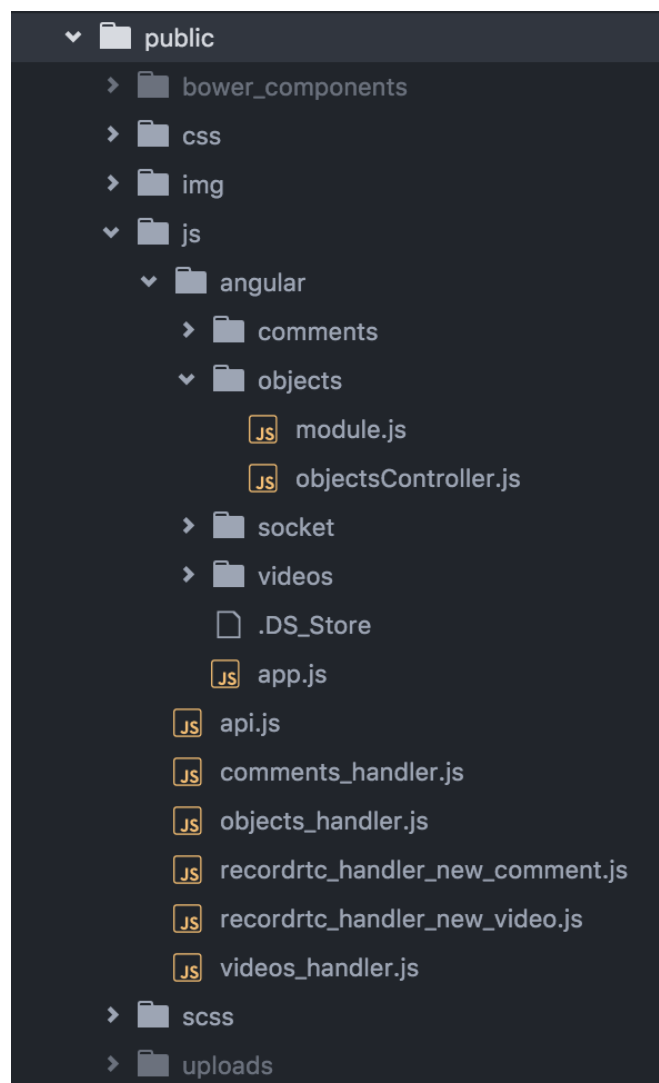 public
bower_components
css
img
js
angular
comments
objects
JS module.js
JS objectsController.js
socket
videos
.DS_Store
JS app.js
JS api.js
JS comments_handler.js
JS objects_handler.js
JS recordrtc_handler_new_comment.js
JS recordrtc_handler_new_video.js
JS videos_handler.js
scss
uploads